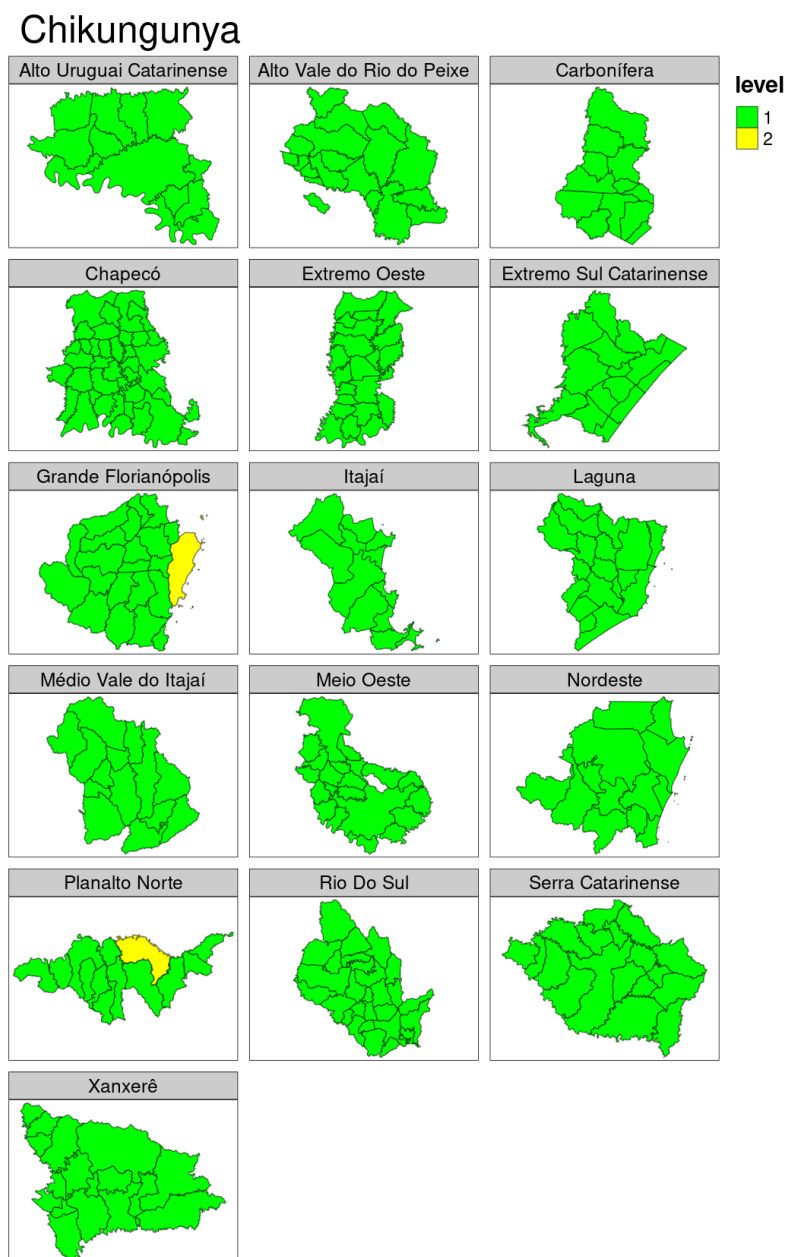 Chikungunya
Alto Uruguai Catarinense
Alto Vale do Rio do Peixe
Carbonífera
level
1
2
Chapecó
Extremo Oeste
Extremo Sul Catarinense
Grande Florianópolis
Itajaí
Laguna
Médio Vale do Itajaí
Meio Oeste
Nordeste
Planalto Norte
Rio Do Sul
Serra Catarinense
Xanxerê